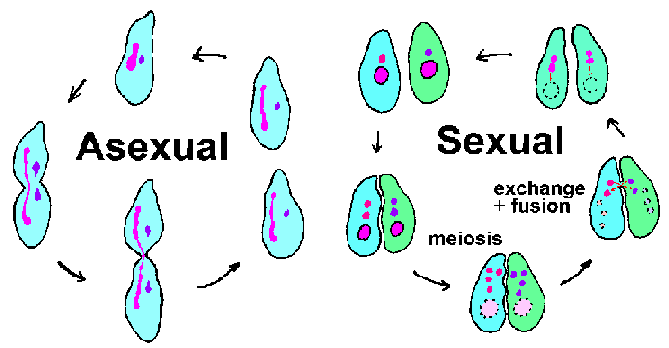 Asexual
Sexual
exchange
+ fusion
meiosis